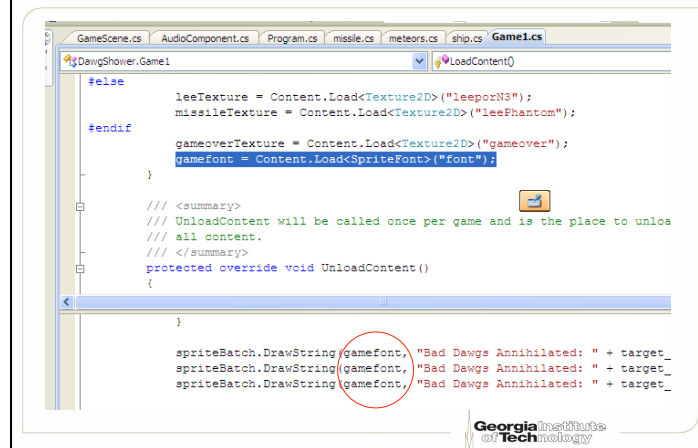 GameScene.cs AudioComponent.cs Program.cs missile.cs meteors.cs ship.cs Game1.cs
DawgShower.Game1 LoadContent()
#else
leeTexture = Content.Load<Texture2D>("leeporN3");
missileTexture = Content.Load<Texture2D>("leePhantom");
#endif
gameoverTexture = Content.Load<Texture2D>("gameover");
gamefont = Content.Load<SpriteFont>("font");
}
/// <summary>
/// UnloadContent will be called once per game and is the place to unloa
/// all content.
/// </summary>
protected override void UnloadContent()
{
}
spriteBatch.DrawString(gamefont, "Bad Dawgs Annihilated: " + target_
spriteBatch.DrawString(gamefont, "Bad Dawgs Annihilated: " + target_
spriteBatch.DrawString(gamefont, "Bad Dawgs Annihilated: " + target_
Georgia Institute
of Technology